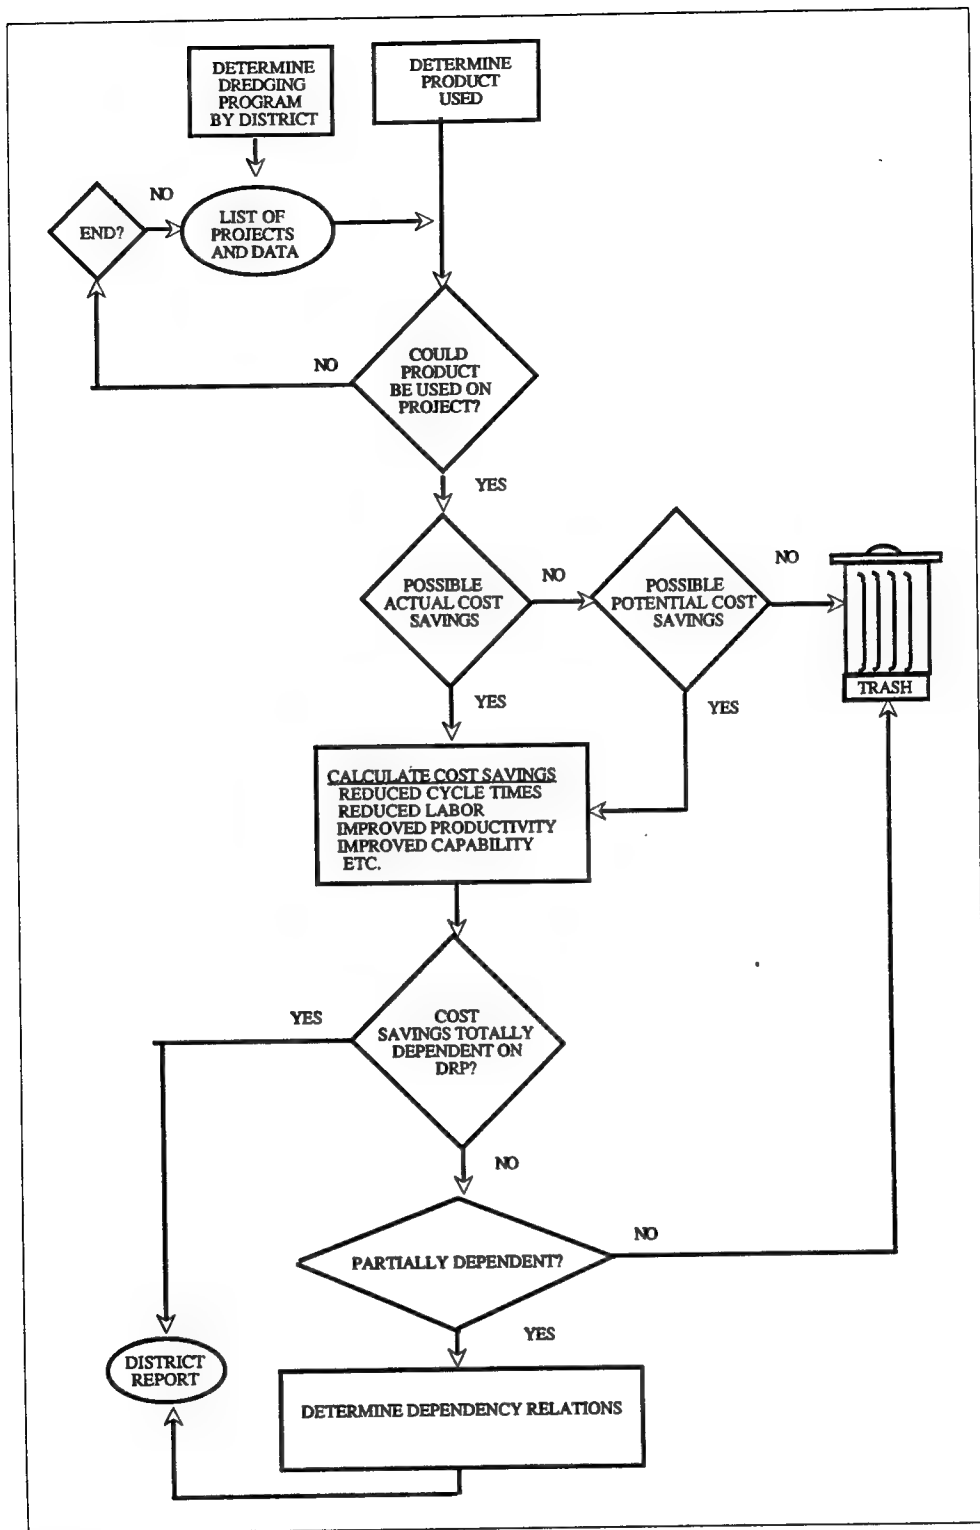 DETERMINE
DREDGING
PROGRAM
BY DISTRICT
DETERMINE
PRODUCT
USED
NO
END?
LIST OF
PROJECTS
AND DATA
NO
COULD
PRODUCT
BE USED ON
PROJECT?
YES
POSSIBLE
ACTUAL COST
SAVINGS
NO
POSSIBLE
POTENTIAL COST
SAVINGS
NO
TRASH
YES
YES
CALCULATE COST SAVINGS
REDUCED CYCLE TIMES
REDUCED LABOR
IMPROVED PRODUCTIVITY
IMPROVED CAPABILITY
ETC.
YES
COST
SAVINGS TOTALLY
DEPENDENT ON
DRP?
NO
PARTIALLY DEPENDENT?
NO
YES
DISTRICT
REPORT
DETERMINE DEPENDENCY RELATIONS